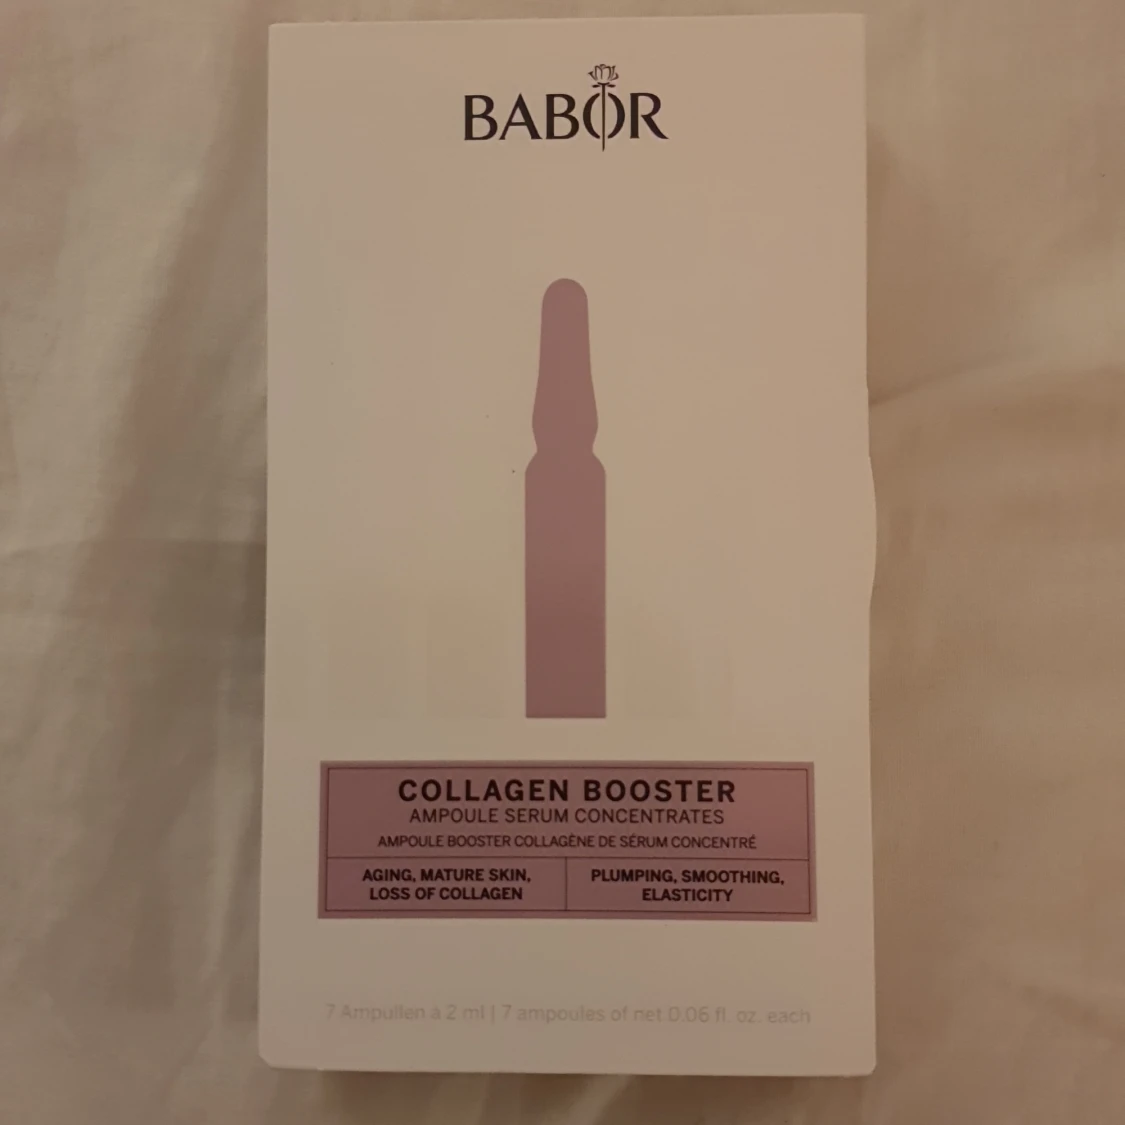 BABOR
COLLAGEN BOOSTER
AMPOULE SERUM CONCENTRATES
AMPOULE BOOSTER COLLAGÈNE DE SÉRUM CONCENTRÉ
AGING, MATURE SKIN,
LOSS OF COLLAGEN
PLUMPING, SMOOTHING,
ELASTICITY
7 Ampullen à 2 ml | 7 ampoules of net 0.06 fl. oz. each